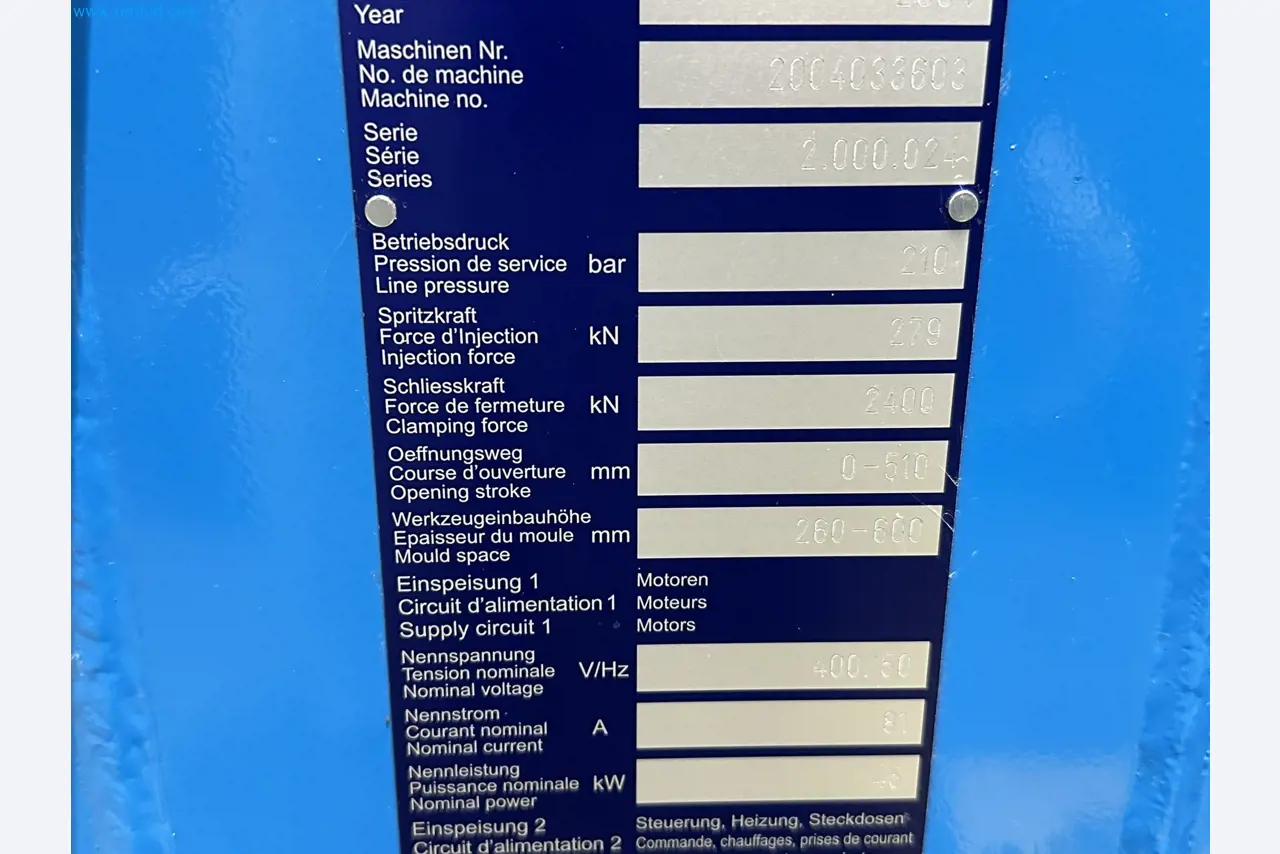 Year
Maschinen Nr.
No. de machine
Machine no.
2004033603
Serie
Série
Series
2.000.024
Betriebsdruck
Pression de service bar 210
Line pressure
Spritzkraft
Force d'Injection kN 279
Injection force
Schliesskraft
Force de fermeture kN 2400
Clamping force
Oeffnungsweg
Course d'ouverture mm 0-510
Opening stroke
Werkzeugeinbauhöhe
Epaisseur du moule mm 260-600
Mould space
Einspeisung 1 Motoren
Circuit d'alimentation 1 Moteurs
Supply circuit 1 Motors
Nennspannung
Tension nominale V/Hz
Nominal voltage
Nennstrom
Courant nominal A 81
Nominal current
Nennleistung
Puissance nominale kW
Nominal power
Einspeisung 2 Steuerung, Heizung, Steckdosen
Circuit d'alimentation 2 Commande, chauffages, prises de courant